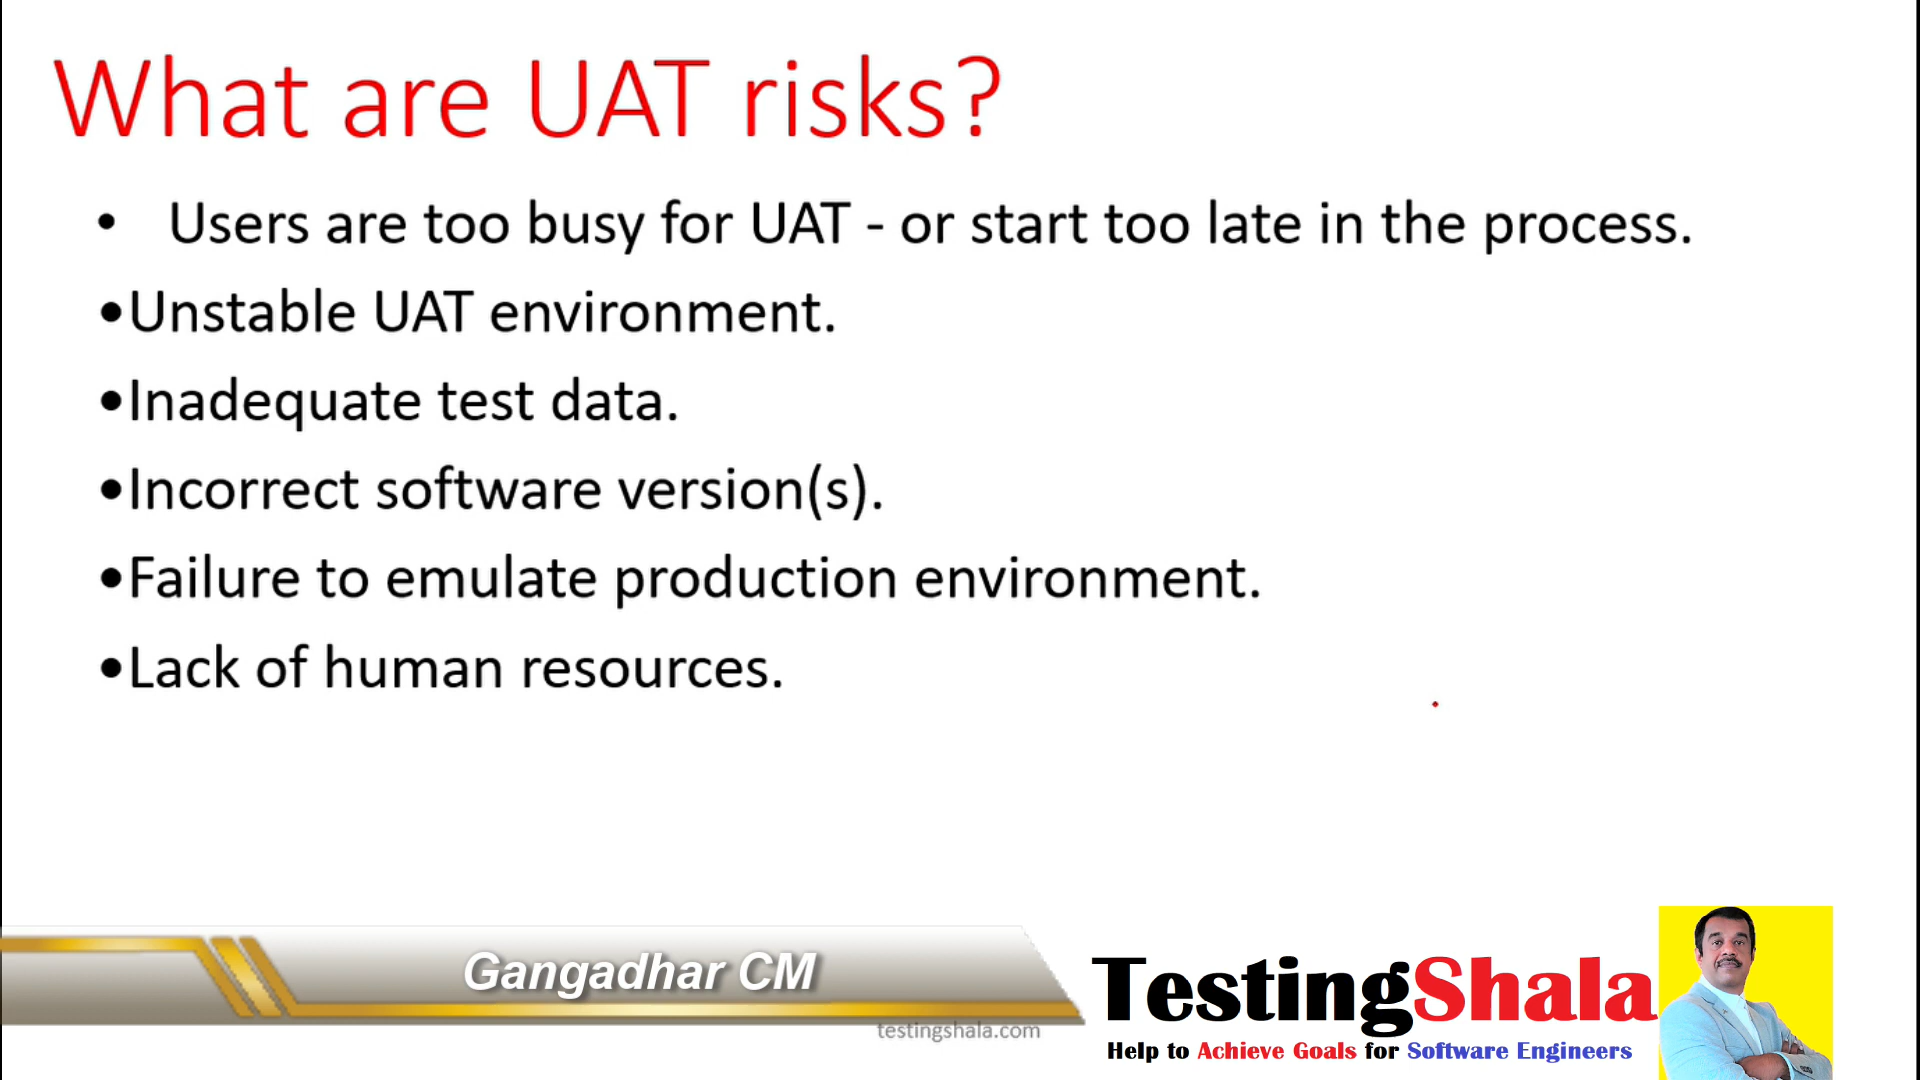 What are UAT risks?
• Users are too busy for UAT - or start too late in the process.
•Unstable UAT environment.
•Inadequate test data.
•Incorrect software version(s).
•Failure to emulate production environment.
•Lack of human resources.
Gangadhar CM
testingshala.com
TestingShala
Help to Achieve Goals for Software Engineers